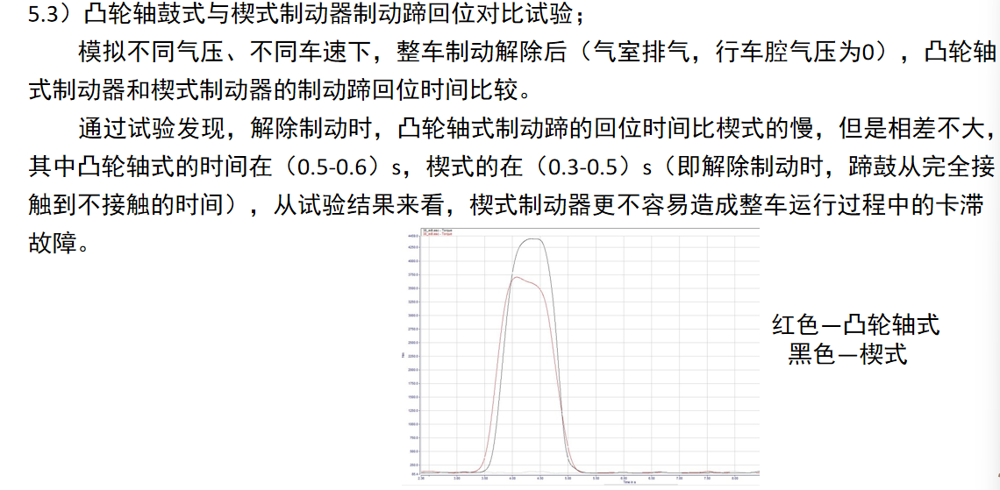 5.3）凸轮轴鼓式与楔式制动器制动蹄回位对比试验；
模拟不同气压、不同车速下，整车制动解除后（气室排气，行车腔气压为0），凸轮轴
式制动器和楔式制动器的制动蹄回位时间比较。
通过试验发现，解除制动时，凸轮轴式制动蹄的回位时间比楔式的慢，但是相差不大，
其中凸轮轴式的时间在（0.5-0.6）s，楔式的在（0.3-0.5）s（即解除制动时，蹄鼓从完全接
触到不接触的时间），从试验结果来看，楔式制动器更不容易造成整车运行过程中的卡滞
故障。
红色—凸轮轴式
黑色—楔式